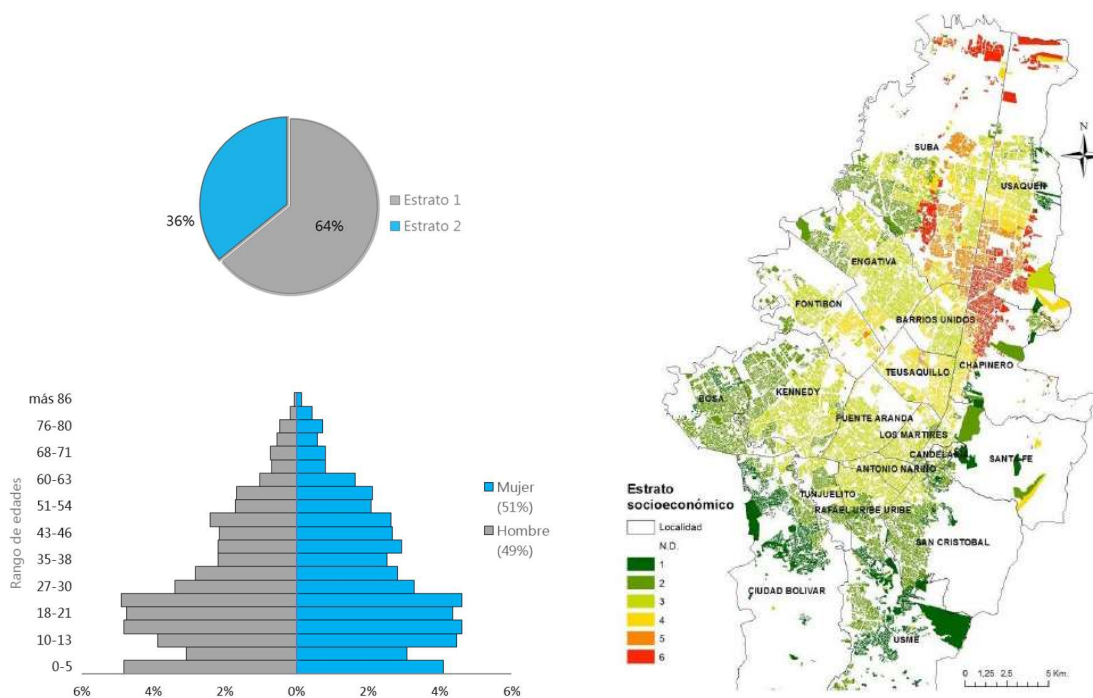 36%
64%
Estrato 1
Estrato 2
Rango de edades
más 86
76-80
68-71
60-63
51-54
43-46
35-38
27-30
18-21
10-13
0-5
6%
4%
2%
0%
2%
4%
6%
Mujer
(51%)
Hombre
(49%)
N
SUBA
USAQUEN
ENGATIVA
FONTIBON
BARRIOS UNIDOS
CHAPINERO
TEUSAQUILLO
BOSA
KENNEDY
PUENTE ARANDA
LOS MARTIRES
CANDELARIA
SANTA FE
ANTONIO NARIÑO
TUNJUELITO
RAFAEL URIBE URIBE
SAN CRISTOBAL
CIUDAD BOLIVAR
USME
Estrato
socioeconómico
Localidad
N.D.
1
2
3
4
5
6
0 1,25 2.5 5 Km.